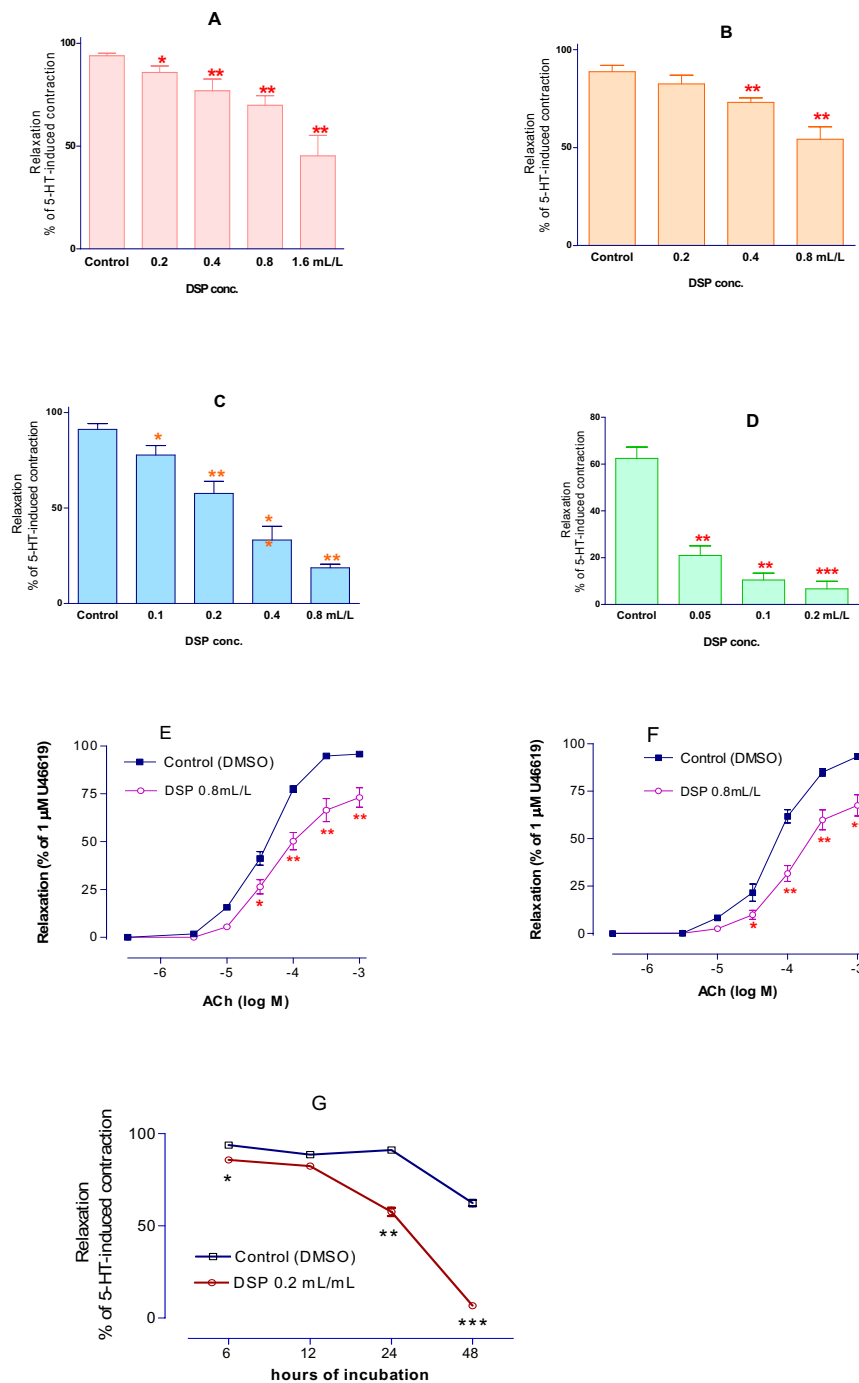 A
Relaxation
% of 5-HT-induced contraction
100
50
0
*
**
**
**
Control 0.2 0.4 0.8 1.6 mL/L
DSP conc.
B
Relaxation
% of 5-HT-induced contraction
100
50
0
**
**
Control 0.2 0.4 0.8 mL/L
DSP conc.
C
Relaxation
% of 5-HT-induced contraction
100
50
0
*
**
*
*
**
Control 0.1 0.2 0.4 0.8 mL/L
DSP conc.
D
Relaxation
% of 5-HT-induced contraction
80
60
40
20
0
**
**
***
Control 0.05 0.1 0.2 mL/L
DSP conc.
E
Relaxation (% of 1 µM U46619)
100
75
50
25
0
Control (DMSO)
DSP 0.8mL/L
*
**
**
**
-6 -5 -4 -3
ACh (log M)
F
Relaxation (% of 1 µM U46619)
100
75
50
25
0
Control (DMSO)
DSP 0.8mL/L
*
**
**
*
-6 -5 -4 -3
ACh (log M)
G
Relaxation
% of 5-HT-induced contraction
100
50
0
*
**
***
Control (DMSO)
DSP 0.2 mL/mL
6 12 24 48
hours of incubation